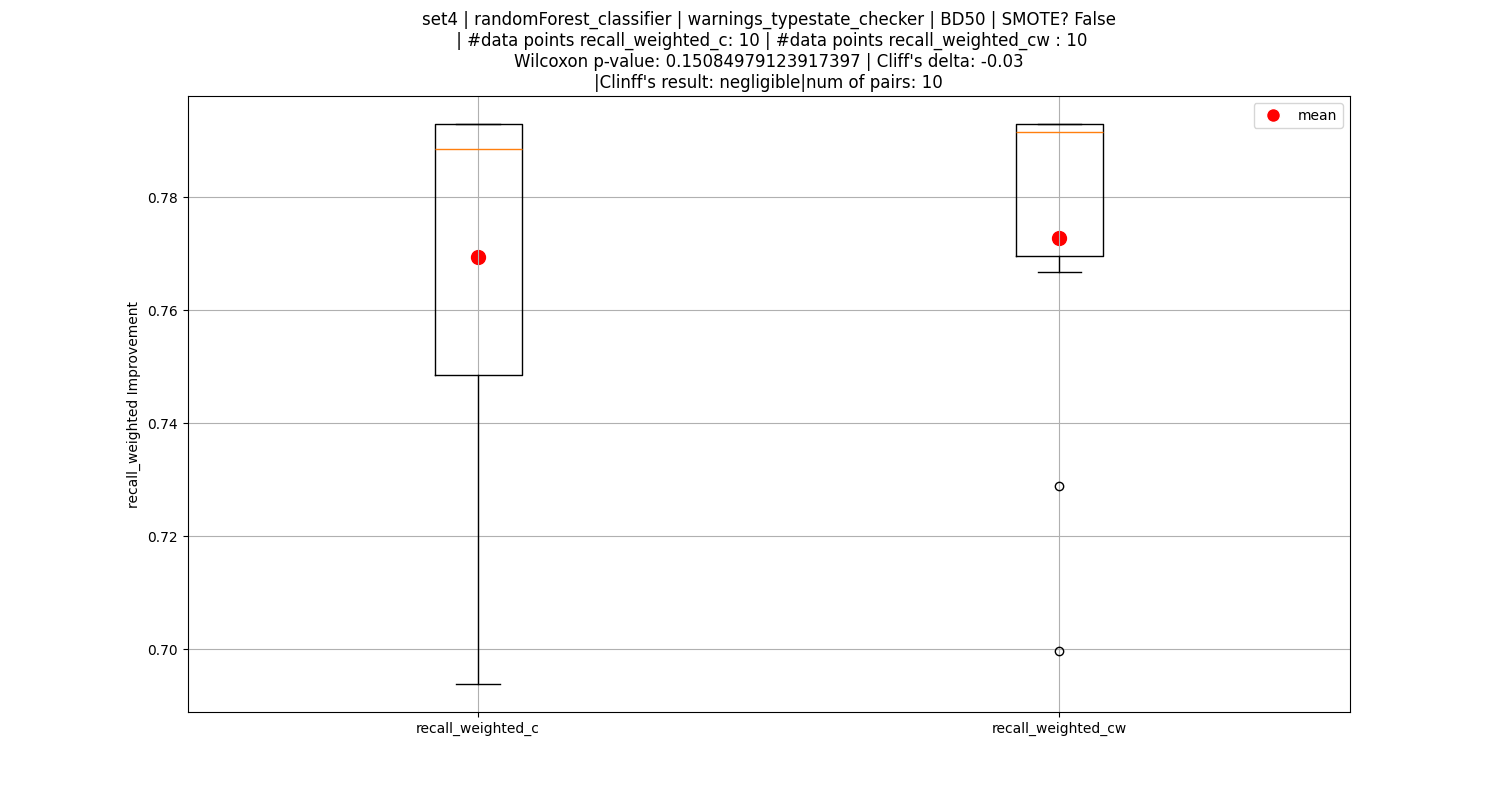 set4 | randomForest_classifier | warnings_typestate_checker | BD50 | SMOTE? False
| #data points recall_weighted_c: 10 | #data points recall_weighted_cw : 10
Wilcoxon p-value: 0.15084979123917397 | Cliff's delta: -0.03
|Clinff's result: negligible|num of pairs: 10
mean
0.78
0.76
0.74
0.72
0.70
recall_weighted Improvement
recall_weighted_c
recall_weighted_cw